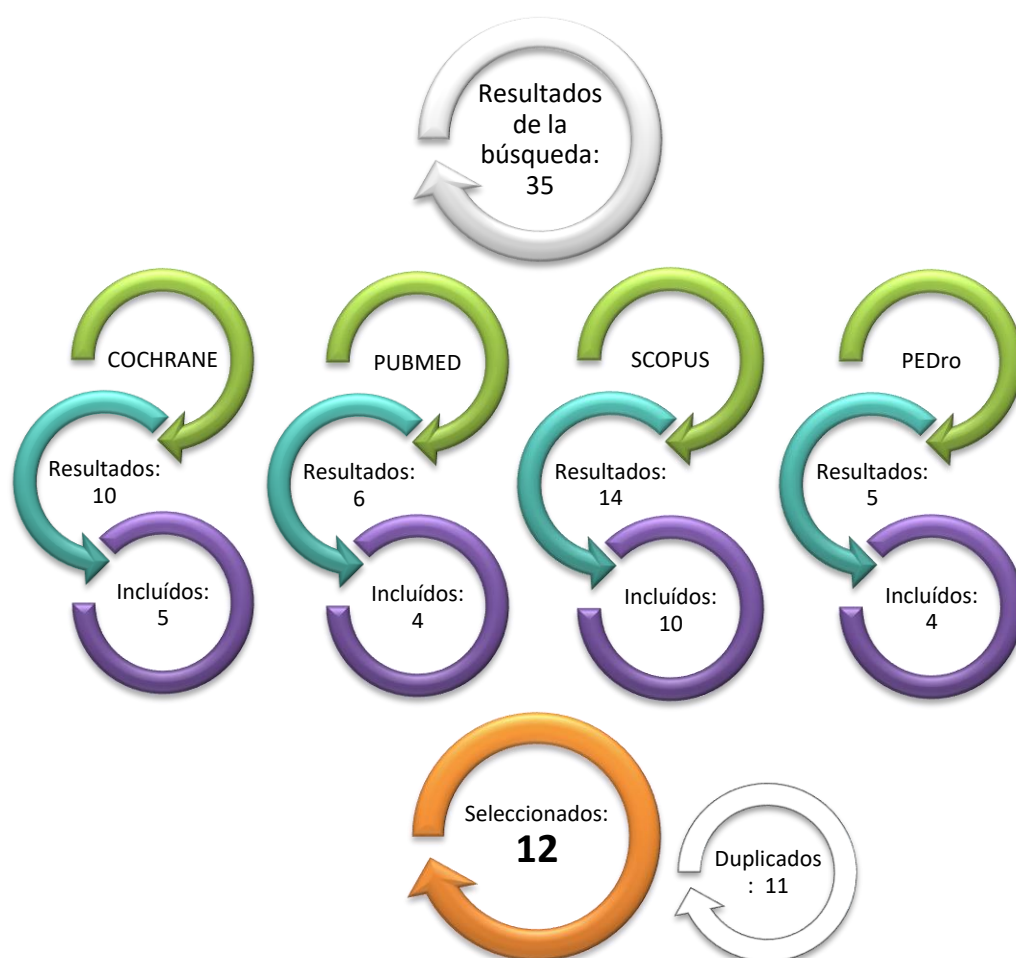 Resultados
de la
búsqueda:
35
COCHRANE
PUBMED
SCOPUS
PEDro
Resultados:
10
Resultados:
6
Resultados:
14
Resultados:
5
Incluídos:
5
Incluídos:
4
Incluídos:
10
Incluídos:
4
Seleccionados:
12
Duplicados
: 11